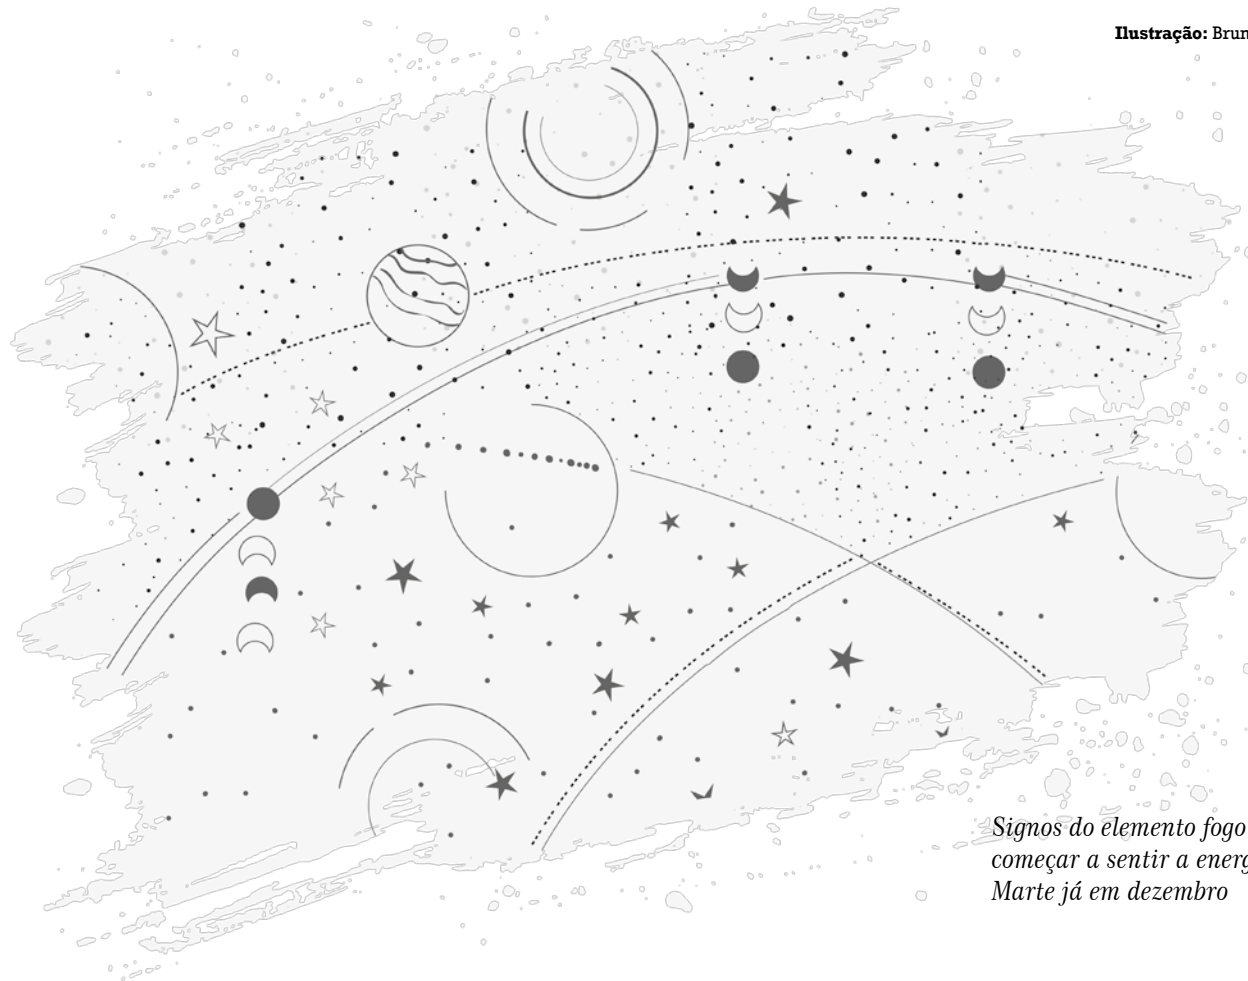 Ilustração: Brun
Signos do elemento fogo
começar a sentir a energ
Marte já em dezembro